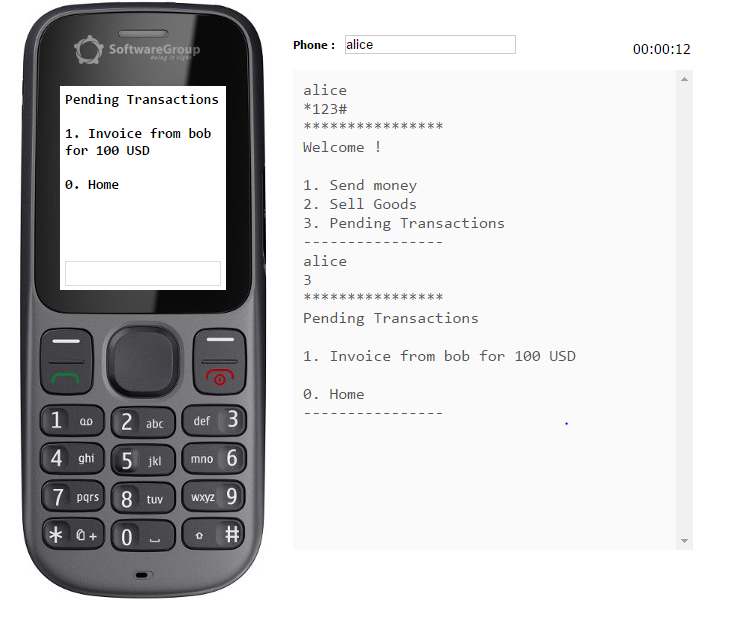 SoftwareGroup
doing it right
Pending Transactions
1. Invoice from bob
for 100 USD
0. Home
1
2 abc
def 3
4 ghi
5 jkl
mno 6
7 pqrs
8 tuv
wxyz 9
* +
0
#
Phone : alice
00:00:12
alice
*123#
****************
Welcome !
1. Send money
2. Sell Goods
3. Pending Transactions
----------------
alice
3
****************
Pending Transactions
1. Invoice from bob for 100 USD
0. Home
----------------